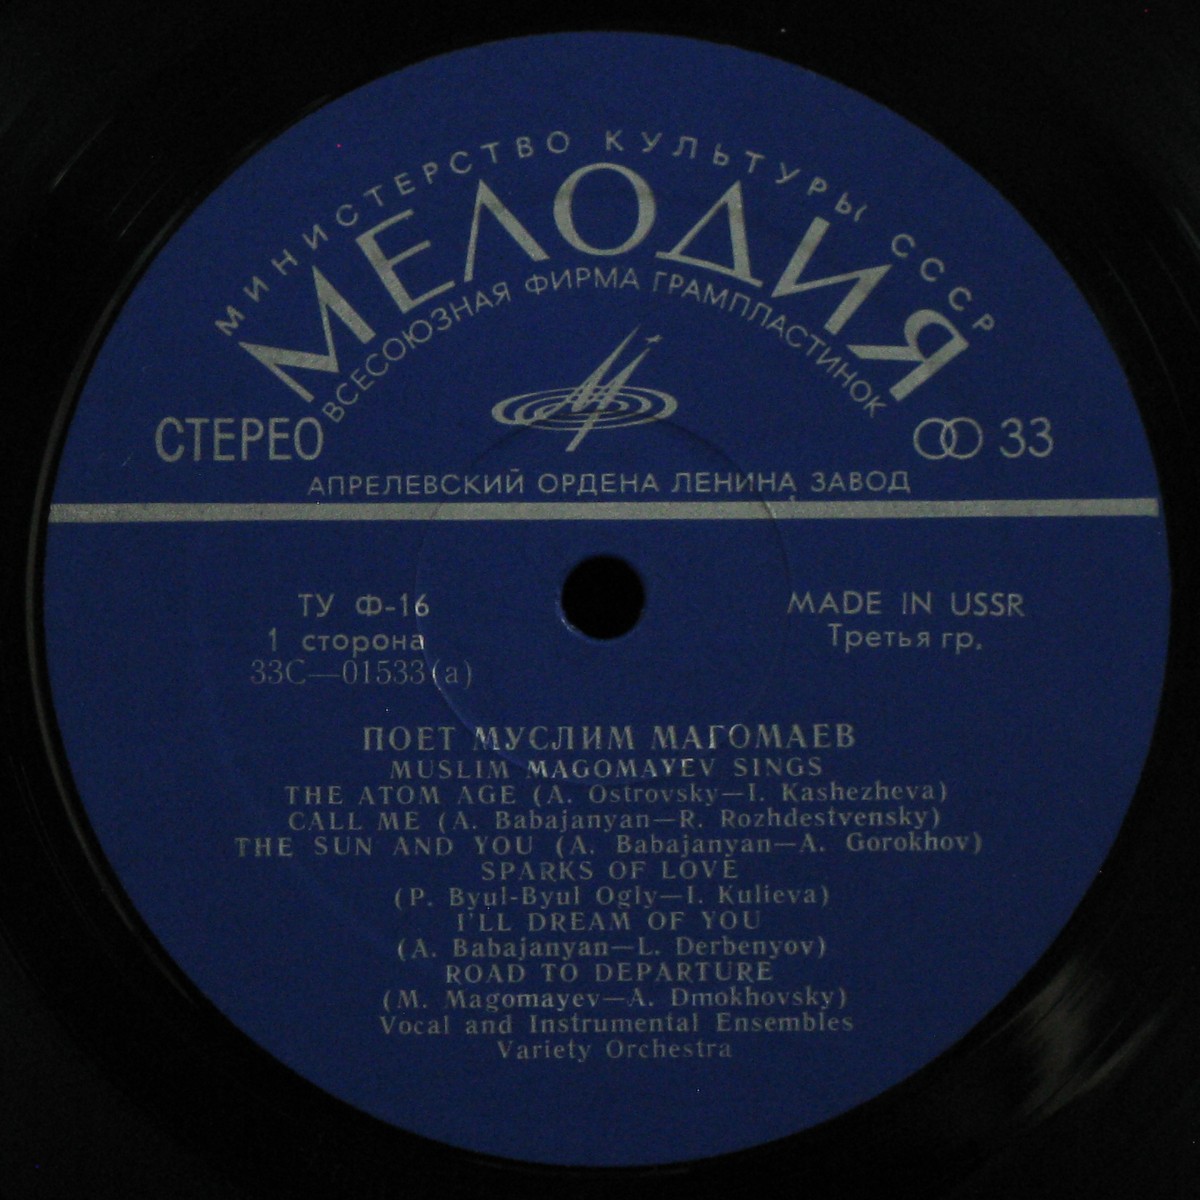 МИНИСТЕРСТВО КУЛЬТУРЫ СССР
МЕЛОДИЯ
ВСЕСОЮЗНАЯ ФИРМА ГРАМПЛАСТИНОК
СТЕРЕО
33
АПРЕЛЕВСКИЙ ОРДЕНА ЛЕНИНА ЗАВОД
ТУ Ф-16
1 сторона
33С—01533(а)
MADE IN USSR
Третья гр.
ПОЕТ МУСЛИМ МАГОМАЕВ
MUSLIM MAGOMAYEV SINGS
THE ATOM AGE (A. Ostrovsky—I. Kashezheva)
CALL ME (A. Babajanyan—R. Rozhdestvensky)
THE SUN AND YOU (A. Babajanyan—A. Gorokhov)
SPARKS OF LOVE
(P. Byul-Byul Ogly—I. Kulieva)
I'LL DREAM OF YOU
(A. Babajanyan—L. Derbenyov)
ROAD TO DEPARTURE
(M. Magomayev—A. Dmokhovsky)
Vocal and Instrumental Ensembles
Variety Orchestra